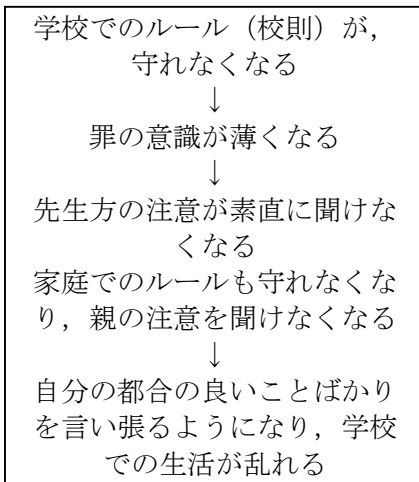 学校でのルール（校則）が，
守れなくなる
↓
罪の意識が薄くなる
↓
先生方の注意が素直に聞けな
くなる
家庭でのルールも守れなくな
り，親の注意を聞けなくなる
↓
自分の都合の良いことばかり
を言い張るようになり，学校
での生活が乱れる